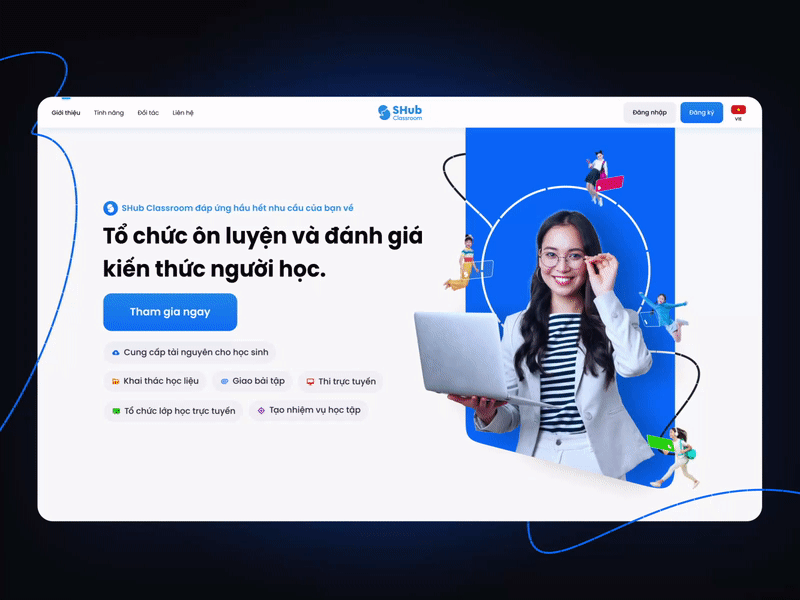 Giới thiệu
Tính năng
Đối tác
Liên hệ
SHub
Classroom
Đăng nhập
Đăng ký
VIE
SHub Classroom đáp ứng hầu hết nhu cầu của bạn về
Tổ chức ôn luyện và đánh giá
kiến thức người học.
Tham gia ngay
Cung cấp tài nguyên cho học sinh
Khai thác học liệu
Giao bài tập
Thi trực tuyến
Tổ chức lớp học trực tuyến
Tạo nhiệm vụ học tập